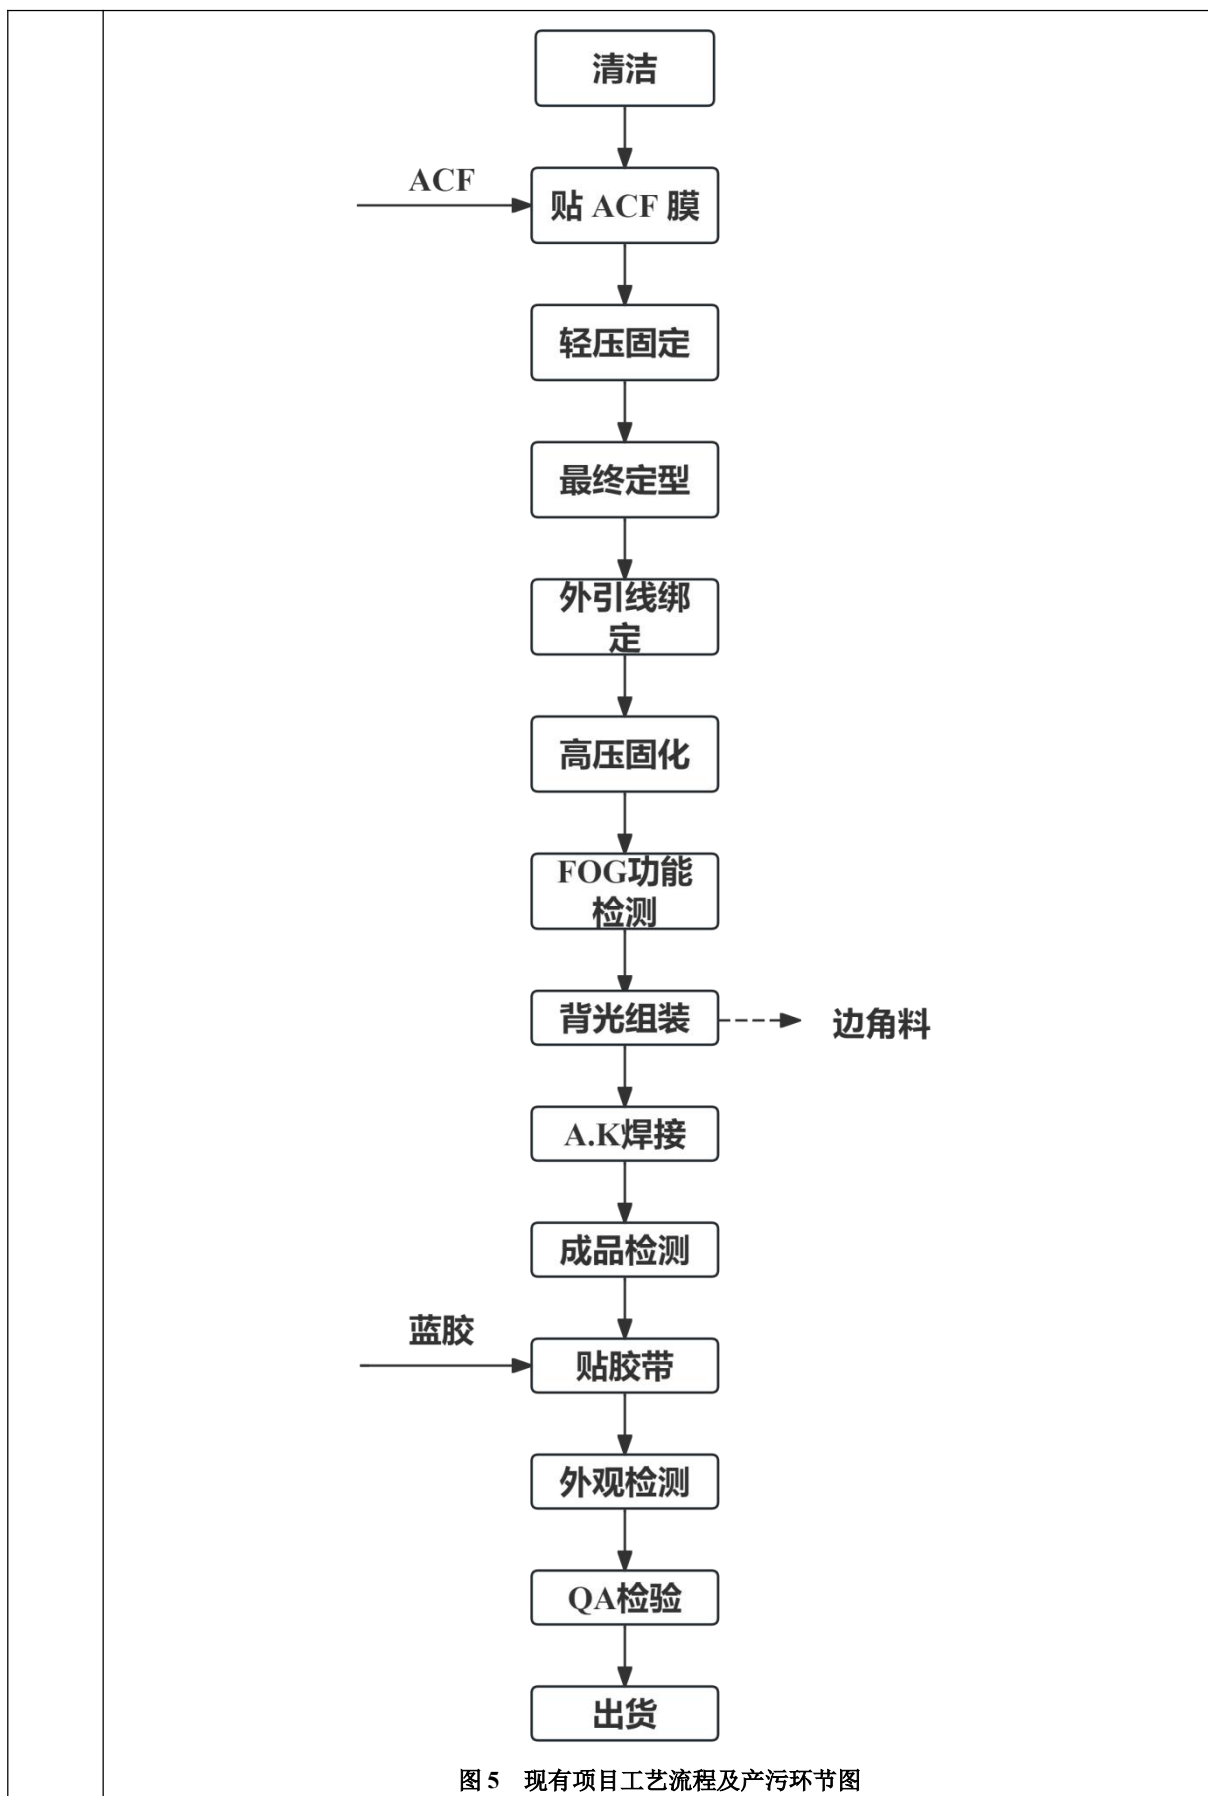 清洁
ACF
贴 ACF 膜
轻压固定
最终定型
外引线绑
定
高压固化
FOG功能
检测
背光组装
边角料
A.K焊接
成品检测
蓝胶
贴胶带
外观检测
QA检验
出货
图 5 现有项目工艺流程及产污环节图